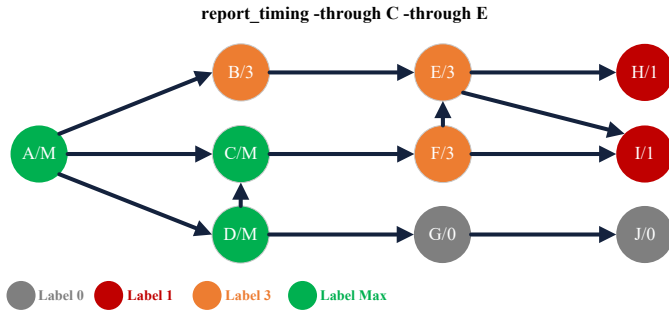 report_timing -through C -through E
B/3 E/3 H/1
A/M C/M F/3 I/1
D/M G/0 J/0
Label 0 Label 1 Label 3 Label Max